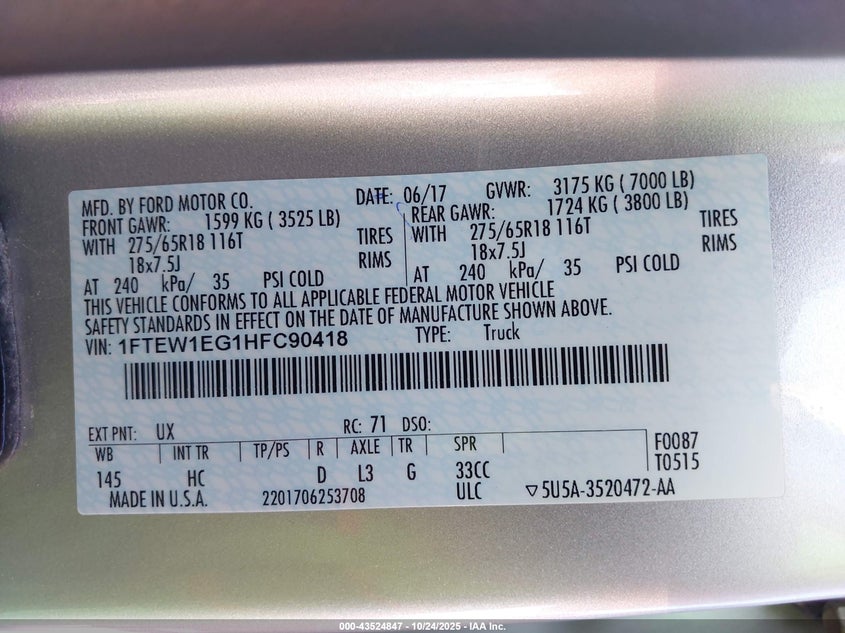 MFD. BY FORD MOTOR CO. DATE: 06/17 GVWR: 3175 KG ( 7000 LB)
FRONT GAWR: 1599 KG ( 3525 LB) REAR GAWR: 1724 KG ( 3800 LB)
WITH 275/65R18 116T TIRES WITH 275/65R18 116T TIRES
18x7.5J RIMS 18x7.5J RIMS
AT 240 kPa/ 35 PSI COLD AT 240 kPa/ 35 PSI COLD
THIS VEHICLE CONFORMS TO ALL APPLICABLE FEDERAL MOTOR VEHICLE
SAFETY STANDARDS IN EFFECT ON THE DATE OF MANUFACTURE SHOWN ABOVE.
VIN: 1FTEW1EG1HFC90418 TYPE: Truck
EXT PNT: UX RC: 71 DSO:
WB INT TR TP/PS R AXLE TR SPR F0087
145 HC D L3 G 33CC T0515
MADE IN U.S.A. 2201706253708 ULC ▽5U5A-3520472-AA
000-43524847 - 10/24/2025 - IAA Inc.